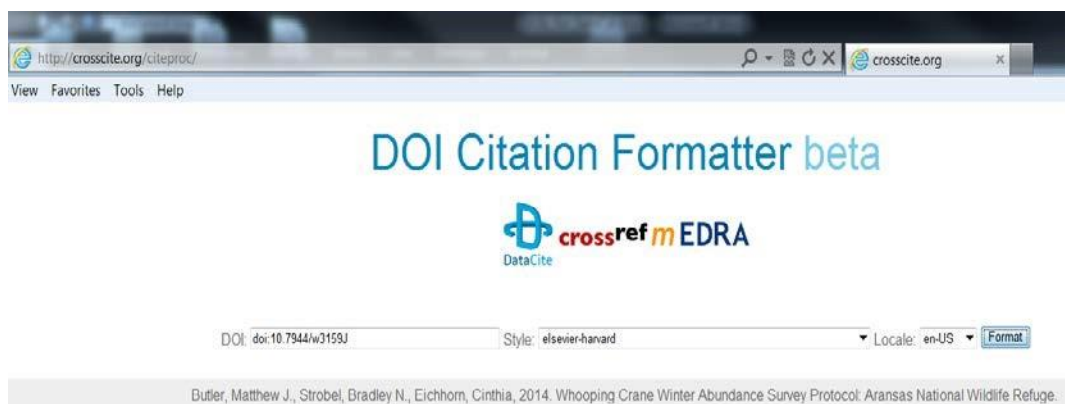 http://crosscite.org/citeproc/ crosscite.org
View Favorites Tools Help
DOI Citation Formatter beta
DataCite crossref mEDRA
DOI: doi:10.7944/w3159J Style: elsevier-harvard Locale: en-US Format
Butler, Matthew J., Strobel, Bradley N., Eichhorn, Cinthia, 2014. Whooping Crane Winter Abundance Survey Protocol: Aransas National Wildlife Refuge.